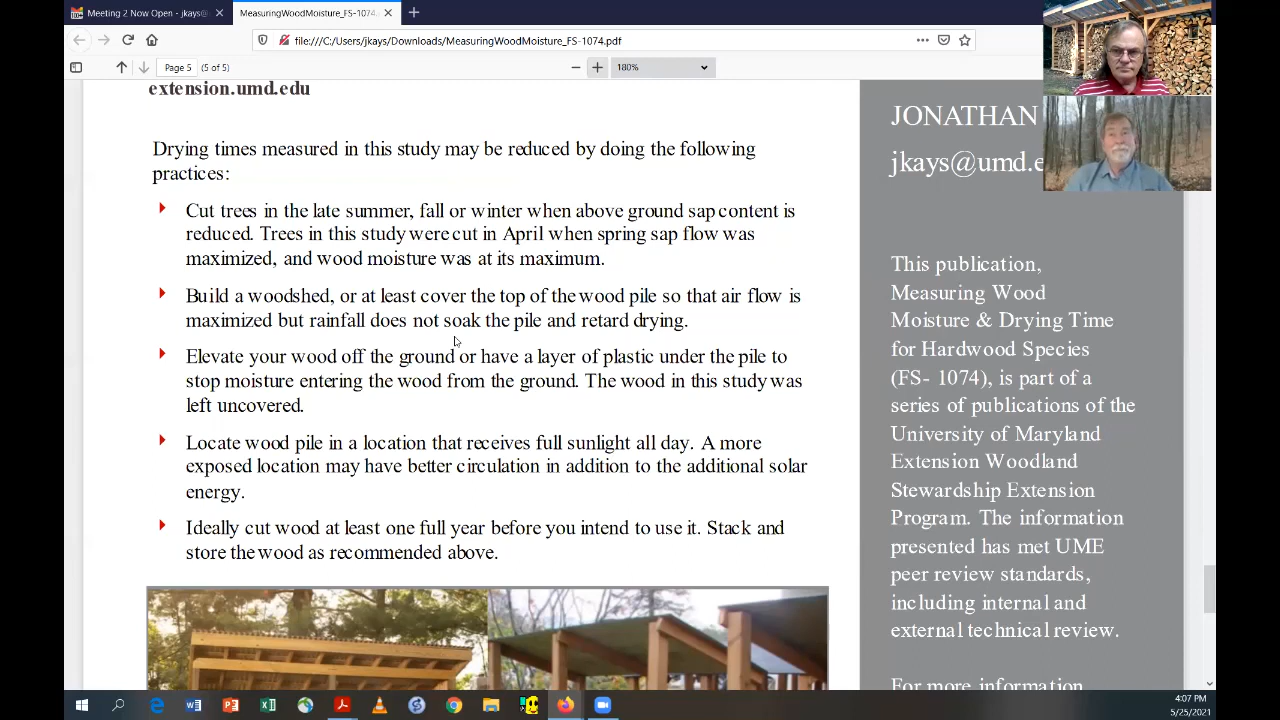 Meeting 2 Now Open - jkays@
MeasuringWoodMoisture_FS-1074.
file:///C:/Users/jkays/Downloads/MeasuringWoodMoisture_FS-1074.pdf
Page 5
(5 of 5)
180%
extension.umd.edu
Drying times measured in this study may be reduced by doing the following
practices:
Cut trees in the late summer, fall or winter when above ground sap content is
reduced. Trees in this study were cut in April when spring sap flow was
maximized, and wood moisture was at its maximum.
Build a woodshed, or at least cover the top of the wood pile so that air flow is
maximized but rainfall does not soak the pile and retard drying.
Elevate your wood off the ground or have a layer of plastic under the pile to
stop moisture entering the wood from the ground. The wood in this study was
left uncovered.
Locate wood pile in a location that receives full sunlight all day. A more
exposed location may have better circulation in addition to the additional solar
energy.
Ideally cut wood at least one full year before you intend to use it. Stack and
store the wood as recommended above.
JONATHAN
jkays@umd.e
This publication,
Measuring Wood
Moisture & Drying Time
for Hardwood Species
(FS- 1074), is part of a
series of publications of the
University of Maryland
Extension Woodland
Stewardship Extension
Program. The information
presented has met UME
peer review standards,
including internal and
external technical review.
For more information
4:07 PM
5/25/2021